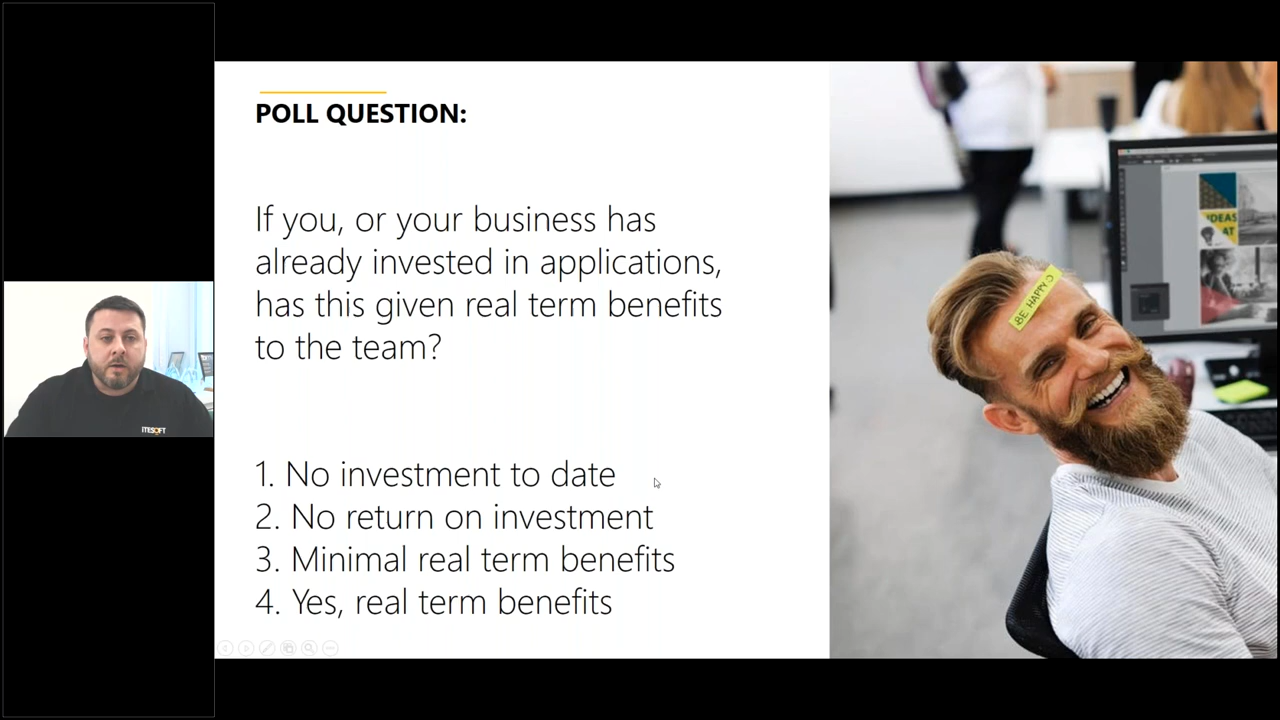 POLL QUESTION:
If you, or your business has
already invested in applications,
has this given real term benefits
to the team?
1. No investment to date
2. No return on investment
3. Minimal real term benefits
4. Yes, real term benefits
ITESOFT
BE HAPPY
IDEAS
AT